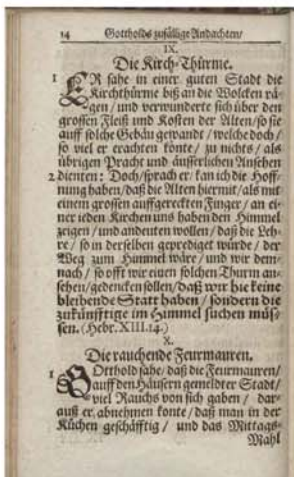 14 Gottholds zufällige Andachten/
IX.
Die Kirch-Thürme.
1 ER sahe in einer guten Stadt die
Kirchthürme biß an die Wolcken rä-
gen / und verwunderte sich über den
grossen Fleiß und Kosten der Alten / so sie
auff solche Gebäu gewandt / welche doch /
so viel er erachten konte / zu nichts / als
übrigen Pracht und äusserlichen Ansehen
2 dienten: Doch / sprach er / kan ich die Hoff-
nung haben / daß die Alten hiermit / als mit
einem grossen auffgereckten Finger / an ei-
ner jeden Kirchen uns haben den Himmel
zeigen / und andeuten wollen / daß die Leh-
re / so in derselben geprediget würde / der
Weg zum Himmel wäre / und wir dem-
nach / so offt wir einen solchen Thurm an-
sehen / gedencken sollen / daß wir hie keine
bleibende Statt haben / sondern die
zukünfftige im Himmel suchen müs-
sen. (Hebr. XIII. 14.)
X.
Die rauchende Feurmauren.
1 GOtthold sahe / daß die Feurmauren /
auff den Häusern gemeldter Stadt /
viel Rauchs von sich gaben / dar-
auß er abnehmen konte / daß man in der
Küchen geschäfftig / und das Mittags-
Mahl